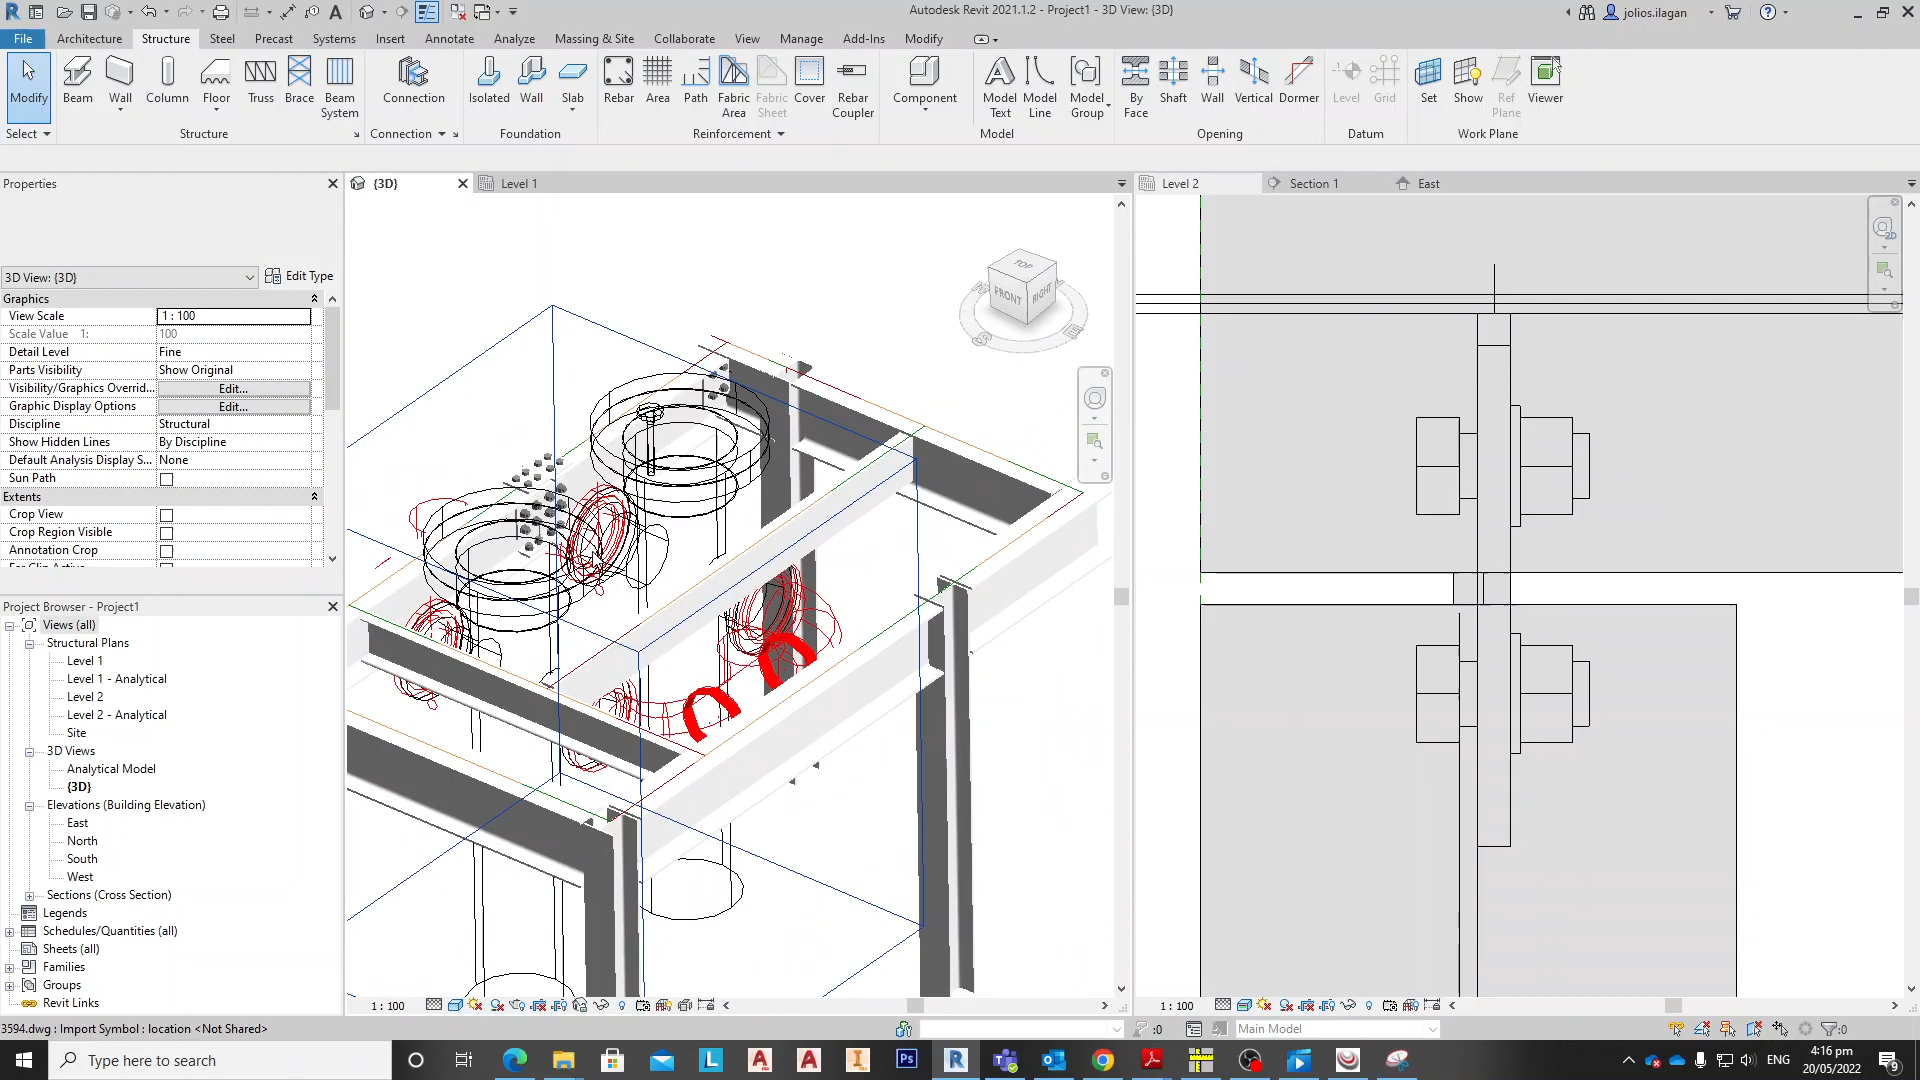 Autodesk Revit 2021.1.2 - Project1 - 3D View: {3D}
jolios.ilagan
File Architecture Structure Steel Precast Systems Insert Annotate Analyze Massing & Site Collaborate View Manage Add-Ins Modify
Modify Beam Wall Column Floor Truss Brace Beam System Connection Isolated Wall Slab Rebar Area Path Fabric Area Fabric Sheet Cover Rebar Coupler Component Model Text Model Line Model Group By Face Shaft Wall Vertical Dormer Level Grid Set Show Ref Plane Viewer
Select Structure Connection Foundation Reinforcement Model Opening Datum Work Plane
Properties
{3D} Level 1
Level 2 Section 1 East
3D View: {3D} Edit Type
Graphics
View Scale 1 : 100
Scale Value 1: 100
Detail Level Fine
Parts Visibility Show Original
Visibility/Graphics Overrid... Edit...
Graphic Display Options Edit...
Discipline Structural
Show Hidden Lines By Discipline
Default Analysis Display S... None
Sun Path
Extents
Crop View
Crop Region Visible
Annotation Crop
TOP
FRONT RIGHT
2D
Project Browser - Project1
Views (all)
Structural Plans
Level 1
Level 1 - Analytical
Level 2
Level 2 - Analytical
Site
3D Views
Analytical Model
{3D}
Elevations (Building Elevation)
East
North
South
West
Sections (Cross Section)
Legends
Schedules/Quantities (all)
Sheets (all)
Families
Groups
Revit Links
1 : 100
1 : 100
3594.dwg : Import Symbol : location <Not Shared>
:0
Main Model
:0
Type here to search
L A A I Ps R
ENG
4:16 pm
20/05/2022
9